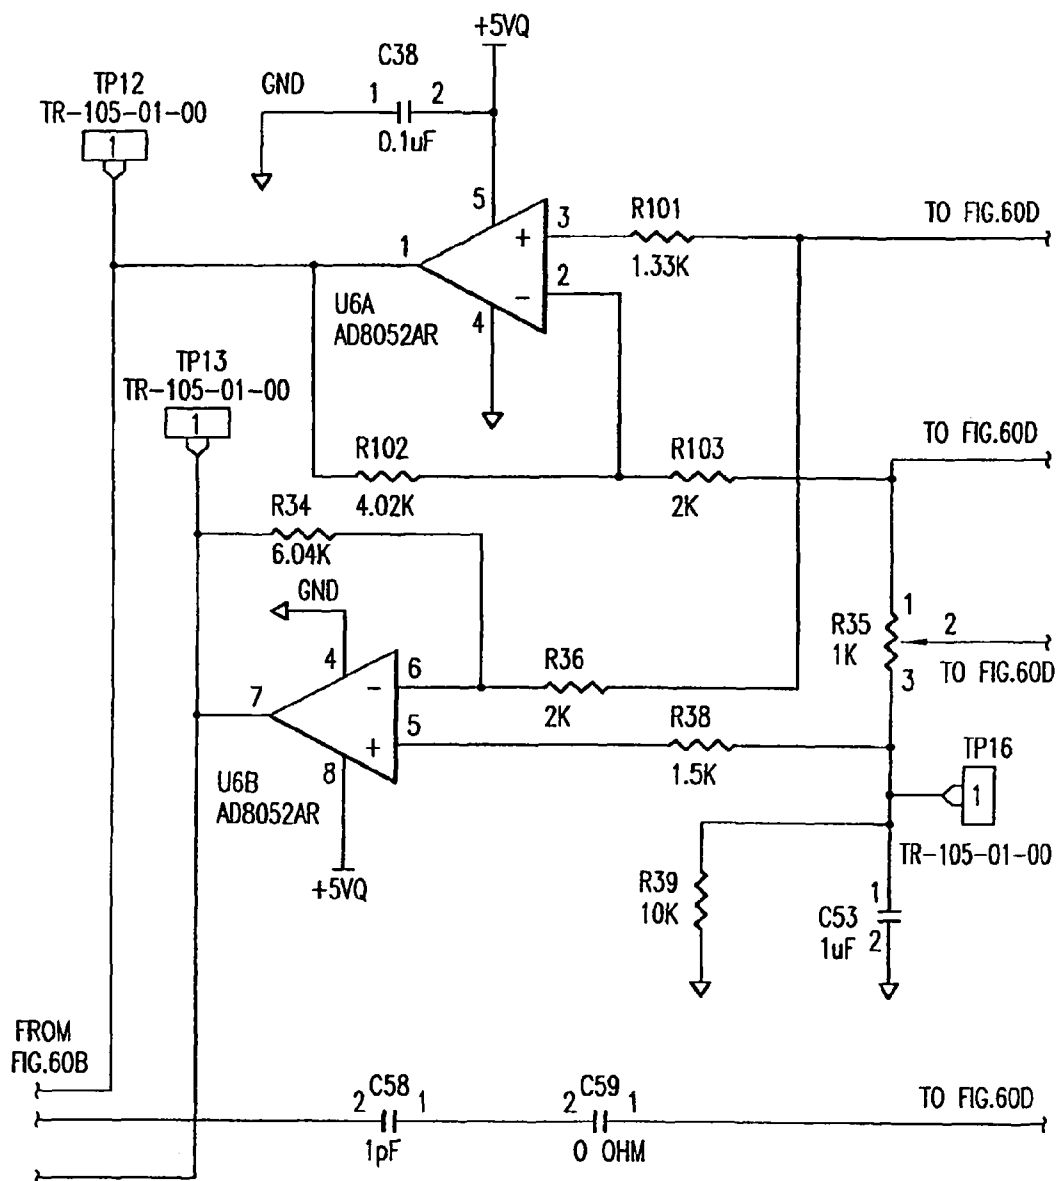 +5VQ
C38
GND
1
2
0.1uF
TP12
TR-105-01-00
1
5
3
R101
TO FIG.60D
1
+
1.33K
2
-
U6A
AD8052AR
4
TP13
TR-105-01-00
1
TO FIG.60D
R102
R103
4.02K
2K
R34
6.04K
GND
1
R35
1K
2
3
TO FIG.60D
4
6
R36
7
-
2K
5
R38
+
1.5K
8
U6B
AD8052AR
TP16
1
TR-105-01-00
+5VQ
R39
10K
1
C53
1uF
2
FROM
FIG.60B
C58
2
1
1pF
C59
2
1
0 OHM
TO FIG.60D